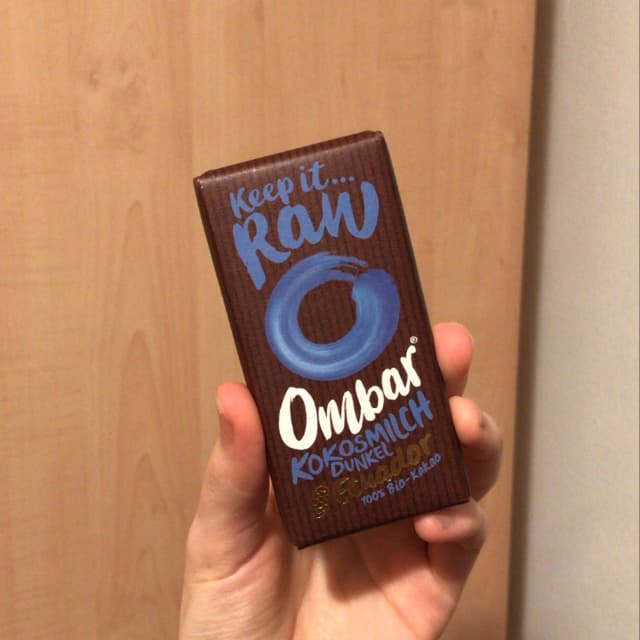 Keep it...
Raw
Ombar®
KOKOSMILCH
DUNKEL
Ecuador
100% Bio-Kakao